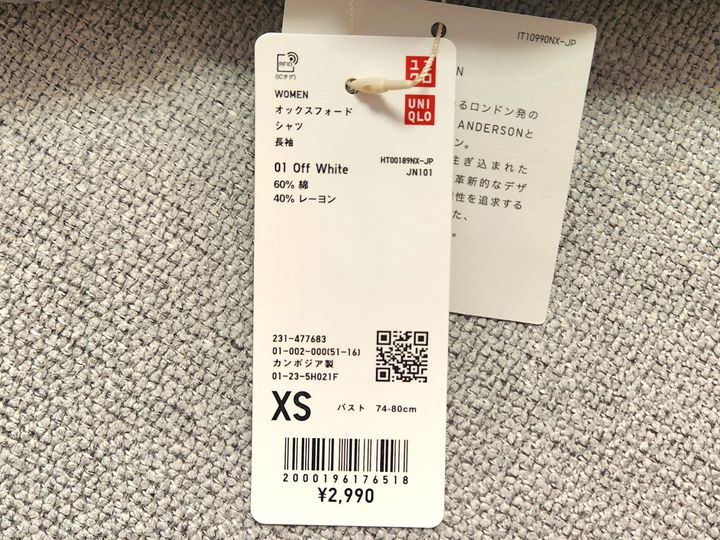 RFID
(ICタグ)
ユニ
クロ
UNI
QLO
WOMEN
オックスフォード
シャツ
長袖
HT00189NX-JP
JN101
01 Off White
60% 綿
40% レーヨン
231-477683
01-002-000(51-16)
カンボジア製
01-23-5H021F
XS
バスト 74-80cm
2000196176518
¥2,990
IT10990NX-JP
るロンドン発の
ANDERSONと
ン。
注ぎ込まれた
革新的なデザ
性を追求する
た、